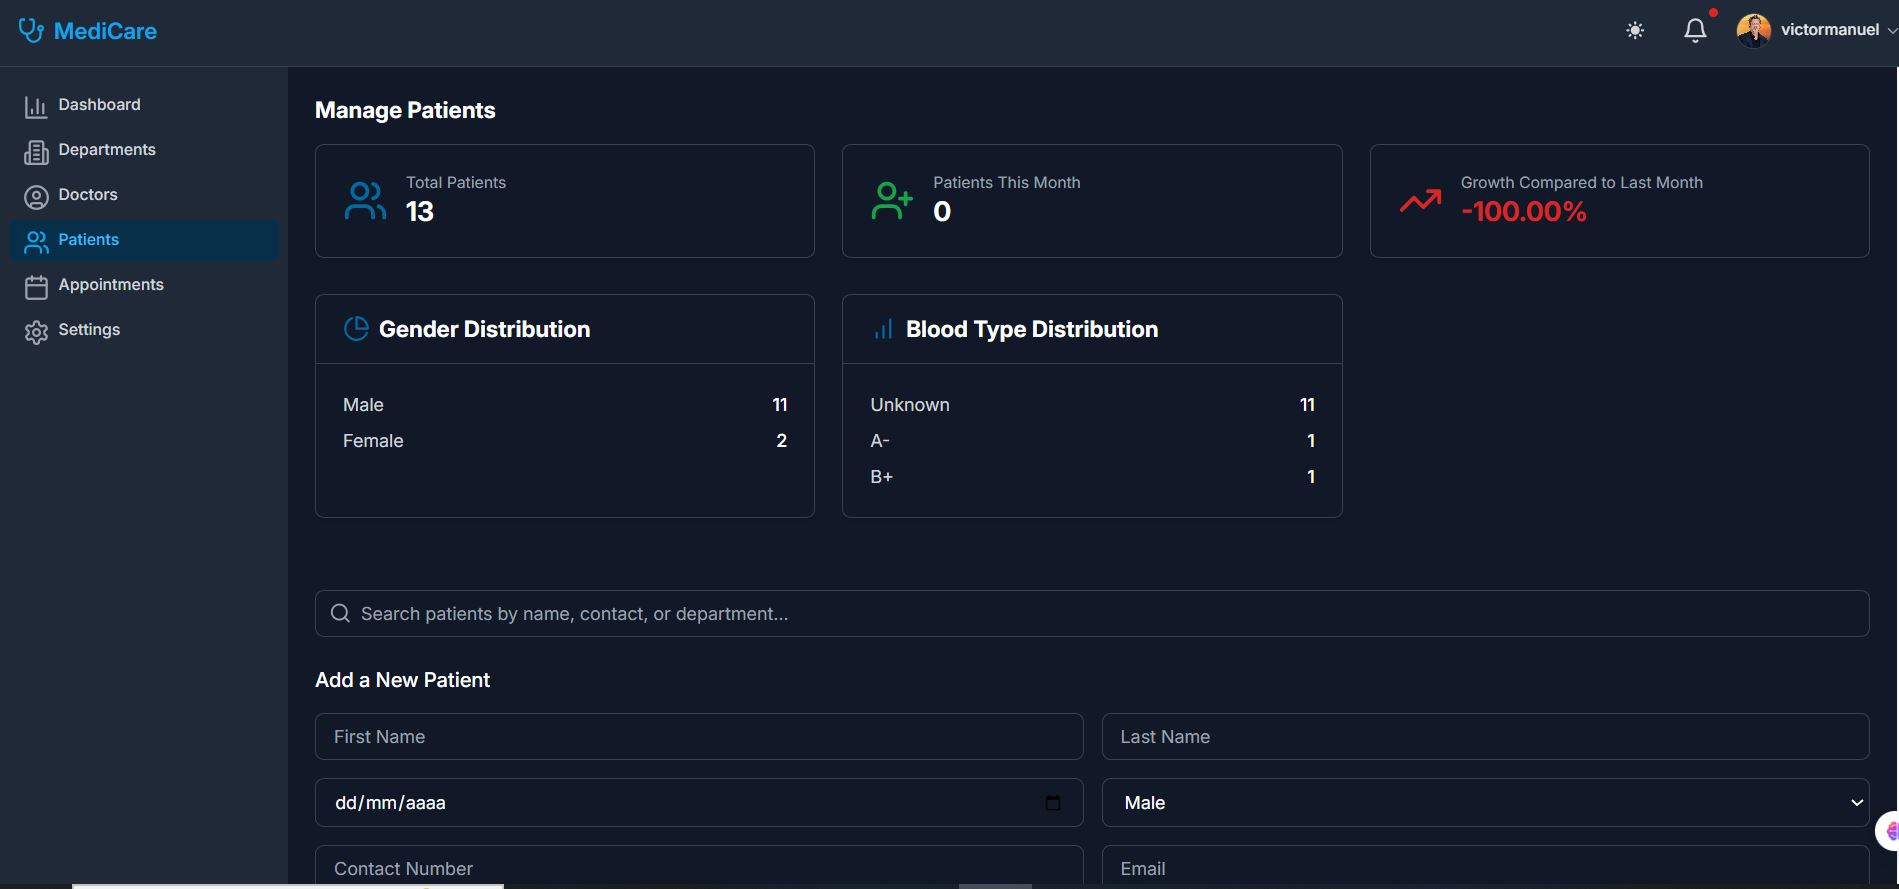 MediCare
victormanuel
Dashboard
Departments
Doctors
Patients
Appointments
Settings
Manage Patients
Total Patients
13
Patients This Month
0
Growth Compared to Last Month
-100.00%
Gender Distribution
Male 11
Female 2
Blood Type Distribution
Unknown 11
A- 1
B+ 1
Search patients by name, contact, or department...
Add a New Patient
First Name
Last Name
dd/mm/aaaa
Male
Contact Number
Email